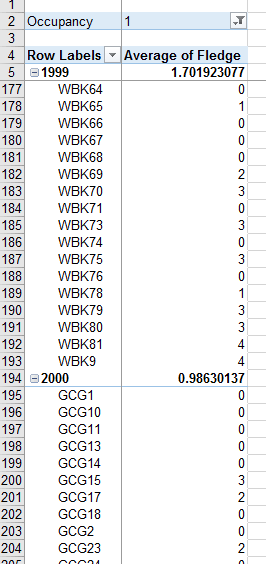 1
2 Occupancy 1
3
4 Row Labels Average of Fledge
5 1999 1.701923077
177 WBK64 0
178 WBK65 1
179 WBK66 0
180 WBK67 0
181 WBK68 0
182 WBK69 2
183 WBK70 3
184 WBK71 0
185 WBK73 3
186 WBK74 0
187 WBK75 3
188 WBK76 0
189 WBK78 1
190 WBK79 3
191 WBK80 3
192 WBK81 4
193 WBK9 4
194 2000 0.98630137
195 GCG1 0
196 GCG10 0
197 GCG11 0
198 GCG13 0
199 GCG14 0
200 GCG15 3
201 GCG17 2
202 GCG18 0
203 GCG2 0
204 GCG23 2